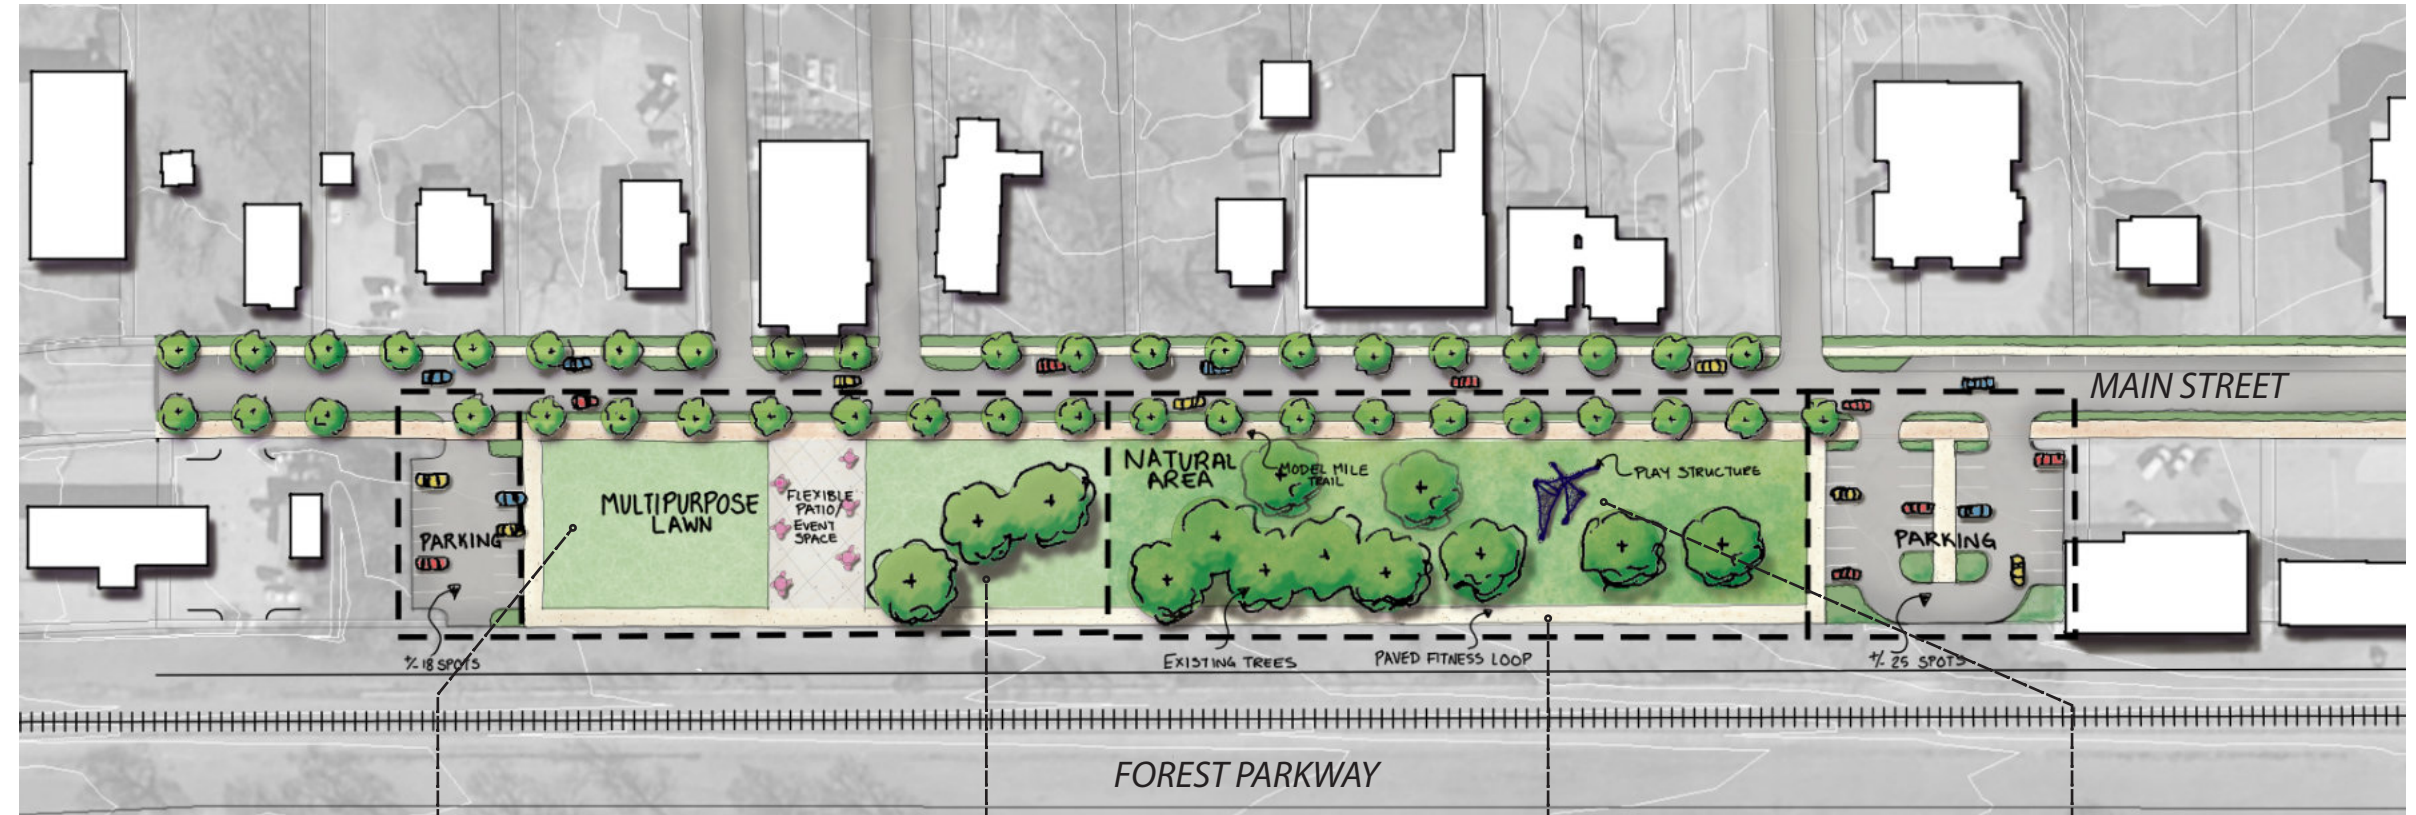 MAIN STREET
NATURAL
AREA
MODEL MILE
TRAIL
PLAY STRUCTURE
MULTIPURPOSE
LAWN
FLEXIBLE
PATIO/
EVENT
SPACE
PARKING
PARKING
+/- 18 SPOTS
EXISTING TREES
PAVED FITNESS LOOP
+/- 25 SPOTS
FOREST PARKWAY